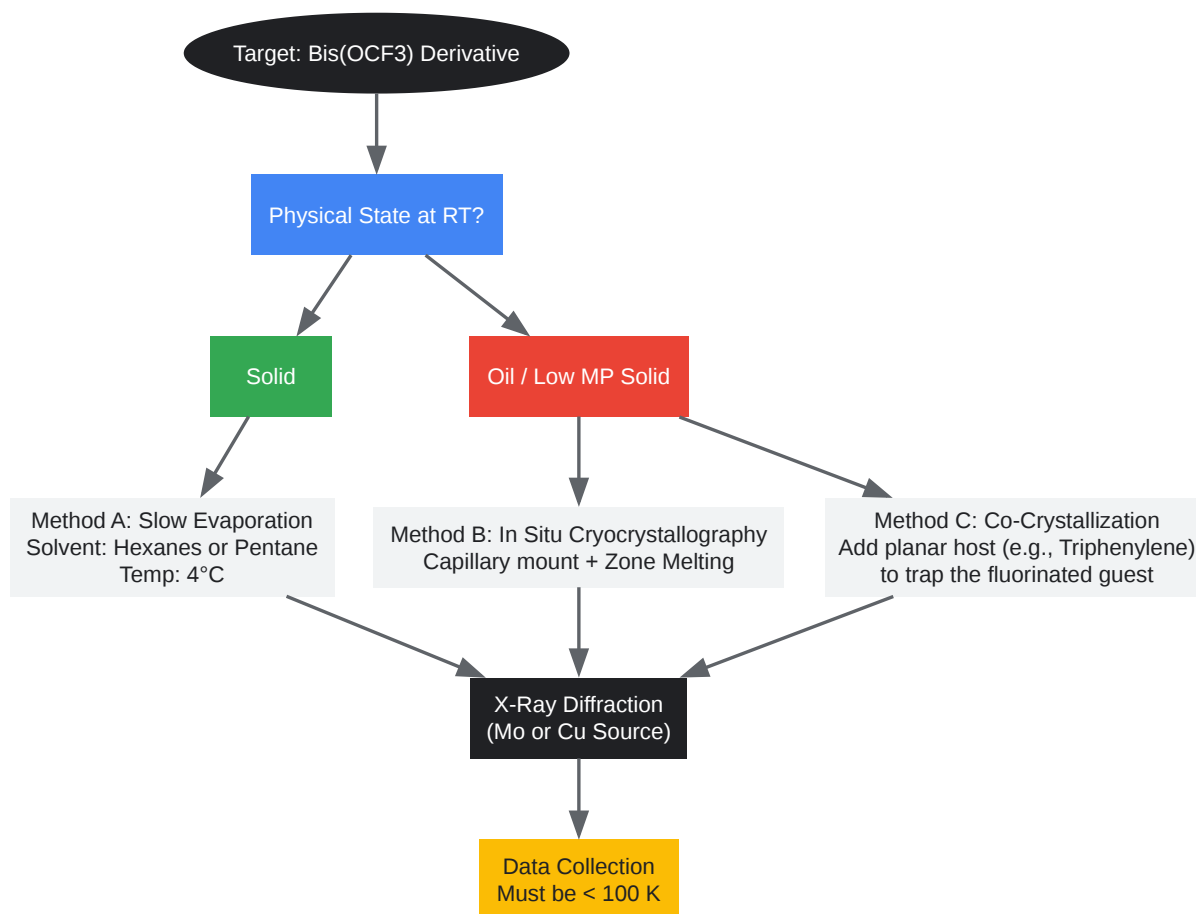 Target: Bis(OCF3) Derivative
Physical State at RT?
Solid
Oil / Low MP Solid
Method A: Slow Evaporation
Solvent: Hexanes or Pentane
Temp: 4°C
Method B: In Situ Cryocrystallography
Capillary mount + Zone Melting
Method C: Co-Crystallization
Add planar host (e.g., Triphenylene)
to trap the fluorinated guest
X-Ray Diffraction
(Mo or Cu Source)
Data Collection
Must be < 100 K